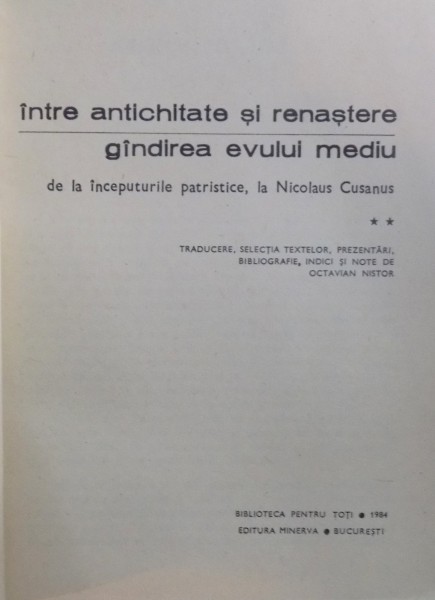 între antichitate și renaștere
gîndirea evului mediu
de la începuturile patristice, la Nicolaus Cusanus
★ ★
TRADUCERE, SELECȚIA TEXTELOR, PREZENTĂRI,
BIBLIOGRAFIE, INDICI ȘI NOTE DE
OCTAVIAN NISTOR
BIBLIOTECA PENTRU TOȚI ● 1984
EDITURA MINERVA ● BUCUREȘTI